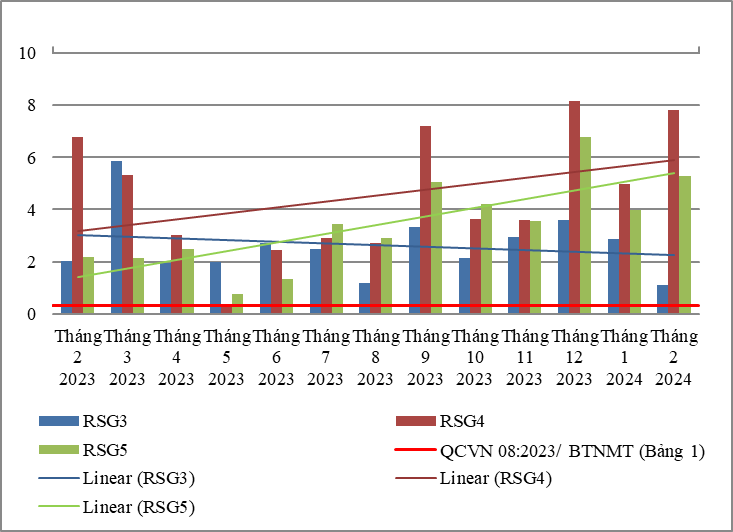 10
8
6
4
2
0
Tháng Tháng Tháng Tháng Tháng Tháng Tháng Tháng Tháng Tháng Tháng Tháng Tháng
2 3 4 5 6 7 8 9 10 11 12 1 2
2023 2023 2023 2023 2023 2023 2023 2023 2023 2023 2023 2024 2024
RSG3 RSG4
RSG5 QCVN 08:2023/ BTNMT (Bảng 1)
Linear (RSG3) Linear (RSG4)
Linear (RSG5)